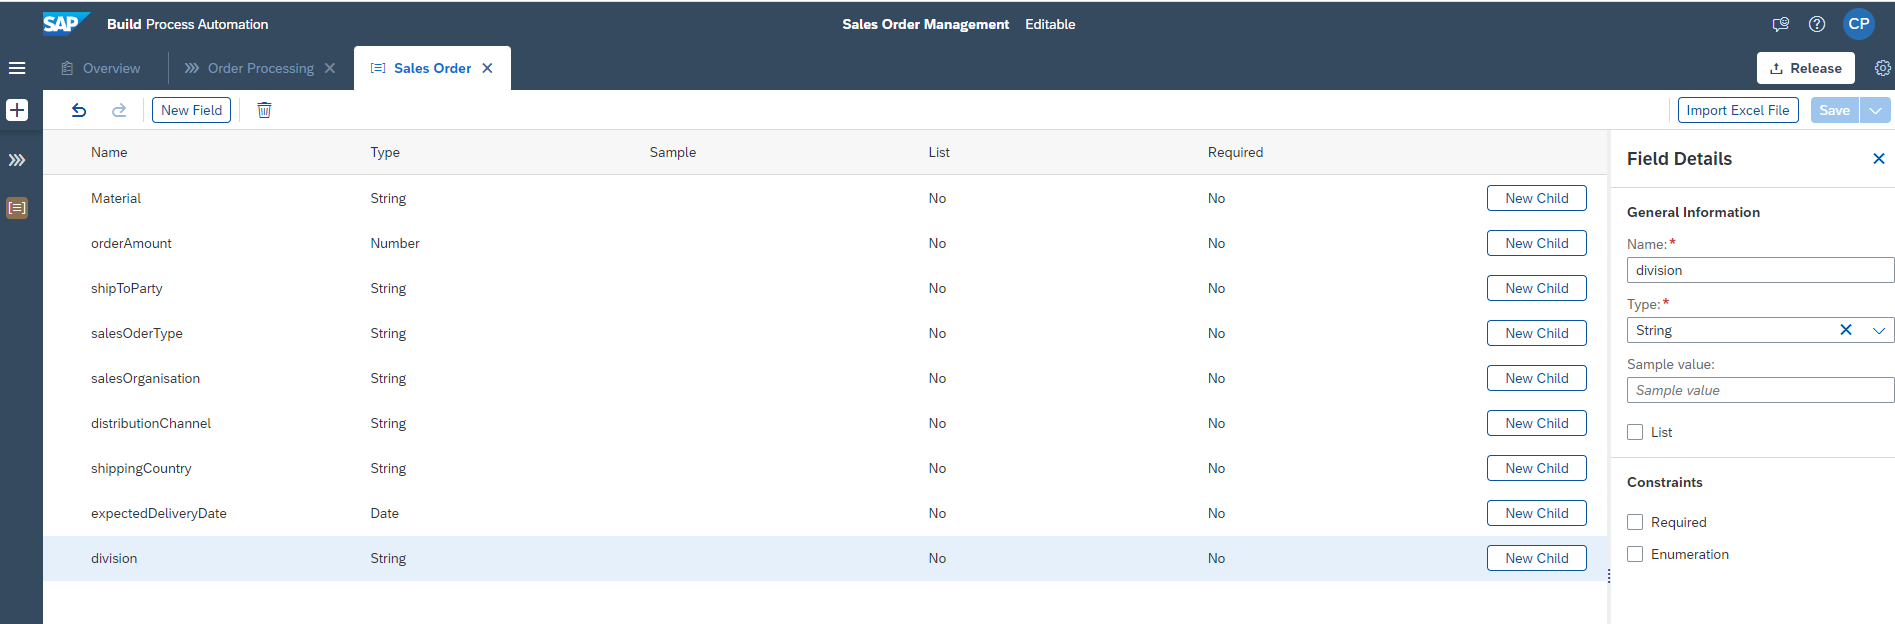 SAP Build Process Automation Sales Order Management Editable CP
Overview Order Processing Sales Order Release
New Field Import Excel File Save
Name Type Sample List Required
Material String No No New Child
orderAmount Number No No New Child
shipToParty String No No New Child
salesOderType String No No New Child
salesOrganisation String No No New Child
distributionChannel String No No New Child
shippingCountry String No No New Child
expectedDeliveryDate Date No No New Child
division String No No New Child
Field Details
General Information
Name:*
division
Type:*
String
Sample value:
Sample value
List
Constraints
Required
Enumeration